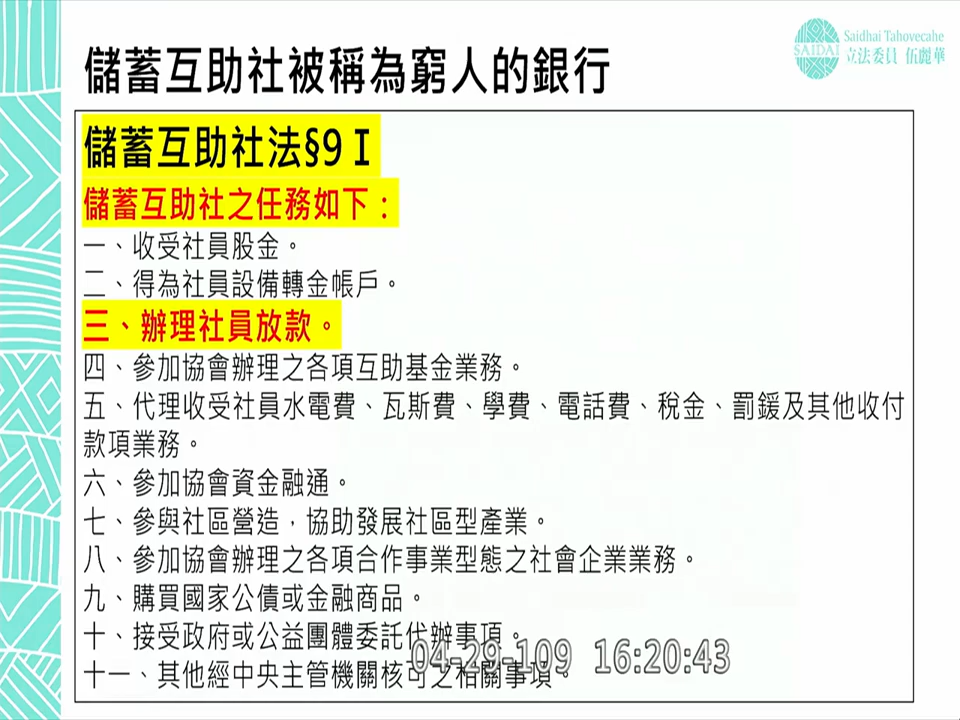 儲蓄互助社被稱為窮人的銀行
SAIDAI
Saidhai Tahovecahe
立法委員 伍麗華
儲蓄互助社法§9 I
儲蓄互助社之任務如下：
一、收受社員股金。
二、得為社員設備轉金帳戶。
三、辦理社員放款。
四、參加協會辦理之各項互助基金業務。
五、代理收受社員水電費、瓦斯費、學費、電話費、稅金、罰鍰及其他收付
款項業務。
六、參加協會資金融通。
七、參與社區營造，協助發展社區型產業。
八、參加協會辦理之各項合作事業型態之社會企業業務。
九、購買國家公債或金融商品。
十、接受政府或公益團體委託代辦事項。
十一、其他經中央主管機關核可之相關事項。
04-29-109 16:20:43